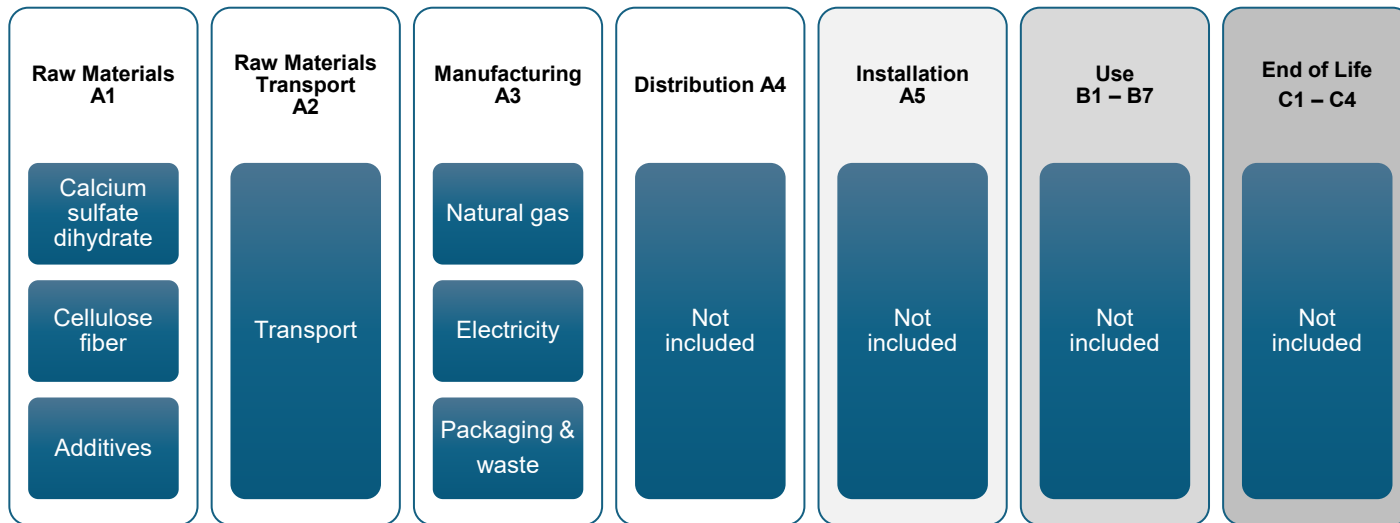 Raw Materials
A1
Calcium
sulfate
dihydrate
Cellulose
fiber
Additives
Raw Materials
Transport
A2
Transport
Manufacturing
A3
Natural gas
Electricity
Packaging &
waste
Distribution A4
Not
included
Installation
A5
Not
included
Use
B1 – B7
Not
included
End of Life
C1 – C4
Not
included